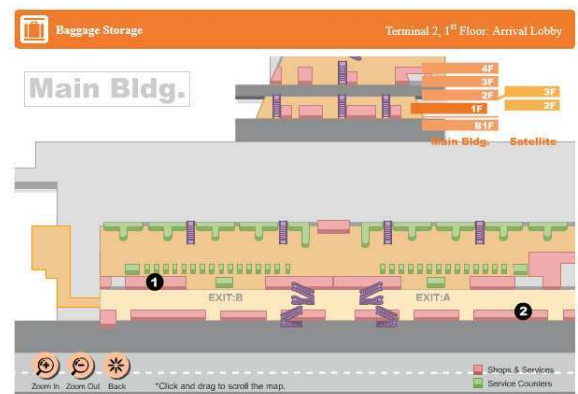 Baggage Storage
Terminal 2, 1st Floor: Arrival Lobby
Main Bldg.
4F
3F
2F
1F
B1F
3F
2F
Main Bldg. Satellite
1
EXIT:B
EXIT:A
2
Zoom In Zoom Out Back
*Click and drag to scroll the map.
Shops & Services
Service Counters